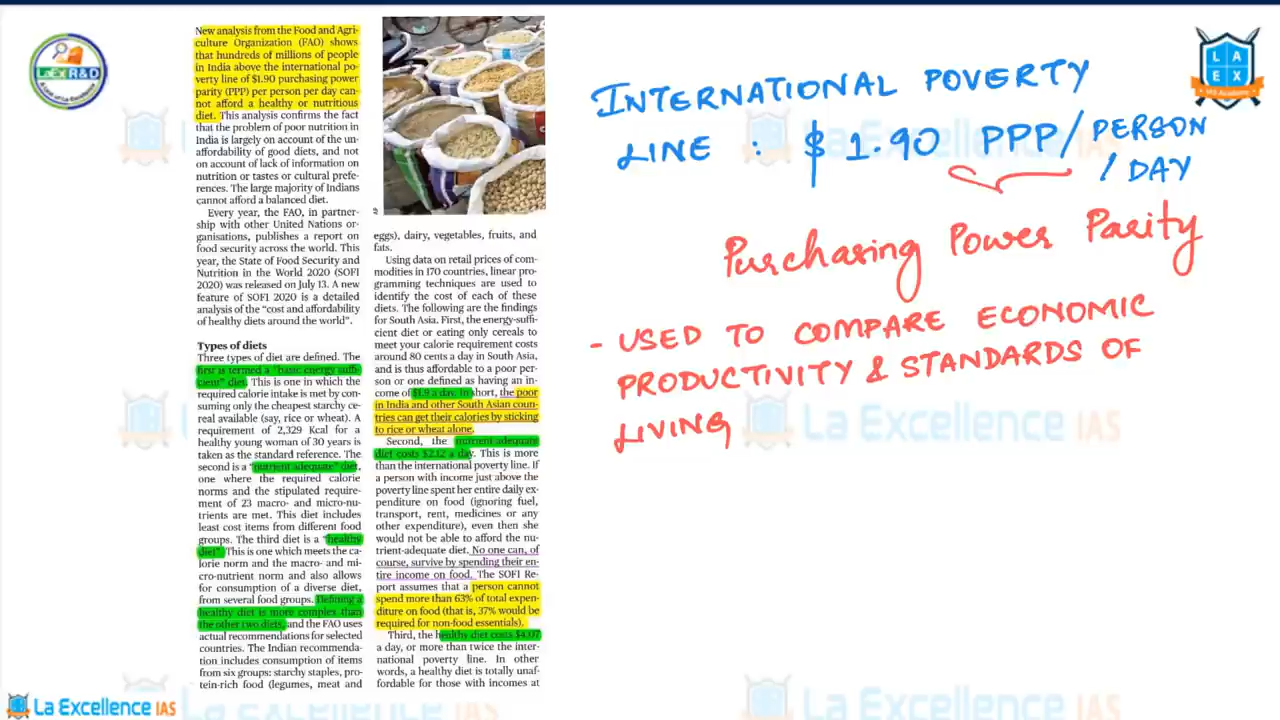 New analysis from the Food and Agri-
culture Organization (FAO) shows
that hundreds of millions of people
in India above the international po-
verty line of $1.90 purchasing power
parity (PPP) per person per day can-
not afford a healthy or nutritious
diet. This analysis confirms the fact
that the problem of poor nutrition in
India is largely on account of the un-
affordability of good diets, and not
on account of lack of information on
nutrition or tastes or cultural prefe-
rences. The large majority of Indians
cannot afford a balanced diet.
Every year, the FAO, in partner-
ship with other United Nations or-
ganisations, publishes a report on
food security across the world. This
year, the State of Food Security and
Nutrition in the World 2020 (SOFI
2020) was released on July 13. A new
feature of SOFI 2020 is a detailed
analysis of the "cost and affordability
of healthy diets around the world".
Types of diets
Three types of diet are defined. The
first is termed a "basic energy suffi-
cient" diet. This is one in which the
required calorie intake is met by con-
suming only the cheapest starchy ce-
real available (say, rice or wheat). A
requirement of 2,329 Kcal for a
healthy young woman of 30 years is
taken as the standard reference. The
second is a "nutrient adequate" diet,
one where the required calorie
norms and the stipulated require-
ment of 23 macro- and micro-nu-
trients are met. This diet includes
least cost items from different food
groups. The third diet is a "healthy
diet". This is one which meets the ca-
lorie norm and the macro- and mi-
cro-nutrient norm and also allows
for consumption of a diverse diet,
from several food groups. Defining a
healthy diet is more complex than
the other two diets, and the FAO uses
actual recommendations for selected
countries. The Indian recommenda-
tion includes consumption of items
from six groups: starchy staples, pro-
tein-rich food (legumes, meat and
eggs), dairy, vegetables, fruits, and
fats.
Using data on retail prices of com-
modities in 170 countries, linear pro-
gramming techniques are used to
identify the cost of each of these
diets. The following are the findings
for South Asia. First, the energy-suffi-
cient diet or eating only cereals to
meet your calorie requirement costs
around 80 cents a day in South Asia,
and is thus affordable to a poor per-
son or one defined as having an in-
come of $1.9 a day. In short, the poor
in India and other South Asian coun-
tries can get their calories by sticking
to rice or wheat alone.
Second, the nutrient adequate
diet costs $2.12 a day. This is more
than the international poverty line. If
a person with income just above the
poverty line spent her entire daily ex-
penditure on food (ignoring fuel,
transport, rent, medicines or any
other expenditure), even then she
would not be able to afford the nu-
trient-adequate diet. No one can, of
course, survive by spending their en-
tire income on food. The SOFI Re-
port assumes that a person cannot
spend more than 63% of total expen-
diture on food (that is, 37% would be
required for non-food essentials).
Third, the healthy diet costs $4.07
a day, or more than twice the inter-
national poverty line. In other
words, a healthy diet is totally unaf-
fordable for those with incomes at
INTERNATIONAL POVERTY
LINE : $ 1.90 PPP/PERSON
/DAY
Purchasing Power Parity
- USED TO COMPARE ECONOMIC
PRODUCTIVITY & STANDARDS OF
LIVING
LaEx R&D
LA
EX
IAS Academy
La Excellence IAS
La Excellence IAS
La Excellence IAS
La Excellence IAS
La Excellence IAS